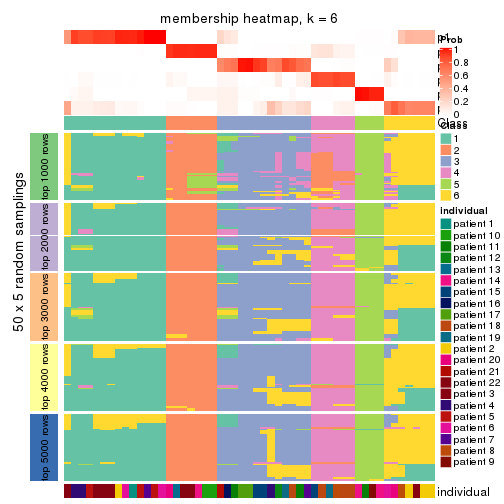 membership heatmap, k = 6
Prob
1
0.8
0.6
0.4
0.2
0
Class
Class
1
2
3
4
5
6
individual
patient 1
patient 10
patient 11
patient 12
patient 13
patient 14
patient 15
patient 16
patient 17
patient 18
patient 19
patient 2
patient 20
patient 21
patient 22
patient 3
patient 4
patient 5
patient 6
patient 7
patient 8
patient 9
50 x 5 random samplings
top 1000 rows
top 2000 rows
top 3000 rows
top 4000 rows
top 5000 rows
individual